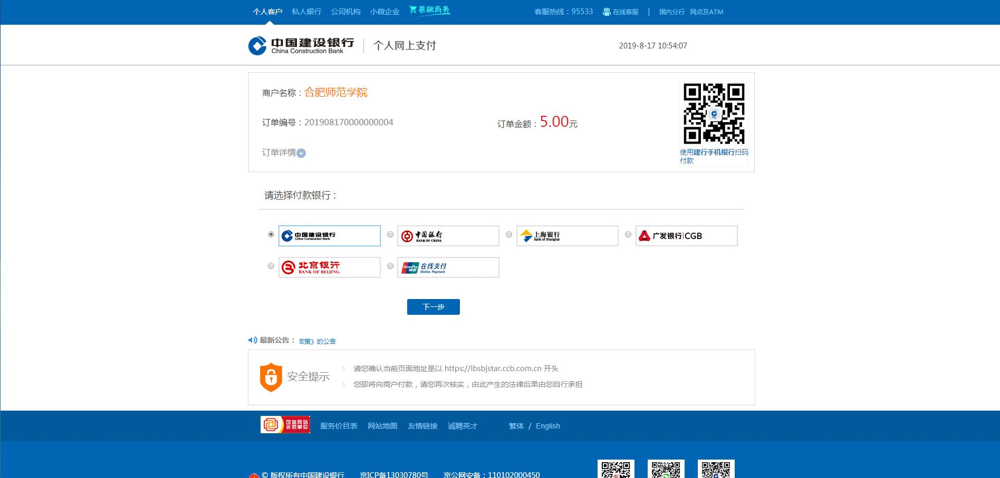 个人客户 私人银行 公司机构 小微企业 善融商务 客服热线：95533 在线客服 | 国内分行 网点及ATM
中国建设银行 个人网上支付 2019-8-17 10:54:07
China Construction Bank
商户名称：合肥师范学院
订单编号：201908170000000004 订单金额：5.00元
订单详情
使用建行手机银行扫码
付款
请选择付款银行：
中国建设银行 中国银行 上海银行 广发银行|CGB
China Construction Bank BANK OF CHINA Bank of Shanghai
北京银行 UnionPay 银联 在线支付
BANK OF BEIJING Online Payment
下一步
最新公告： 政策》的公告
安全提示
请您确认当前页面地址是以 https://ibsbjstar.ccb.com.cn 开头
您即将向商户付款，请您再次核实，由此产生的法律后果由您自行承担
可信网站
示范单位
服务价目表 网站地图 友情链接 诚聘英才 繁体 / English
© 版权所有中国建设银行 京ICP备13030780号 京公网安备：110102000450